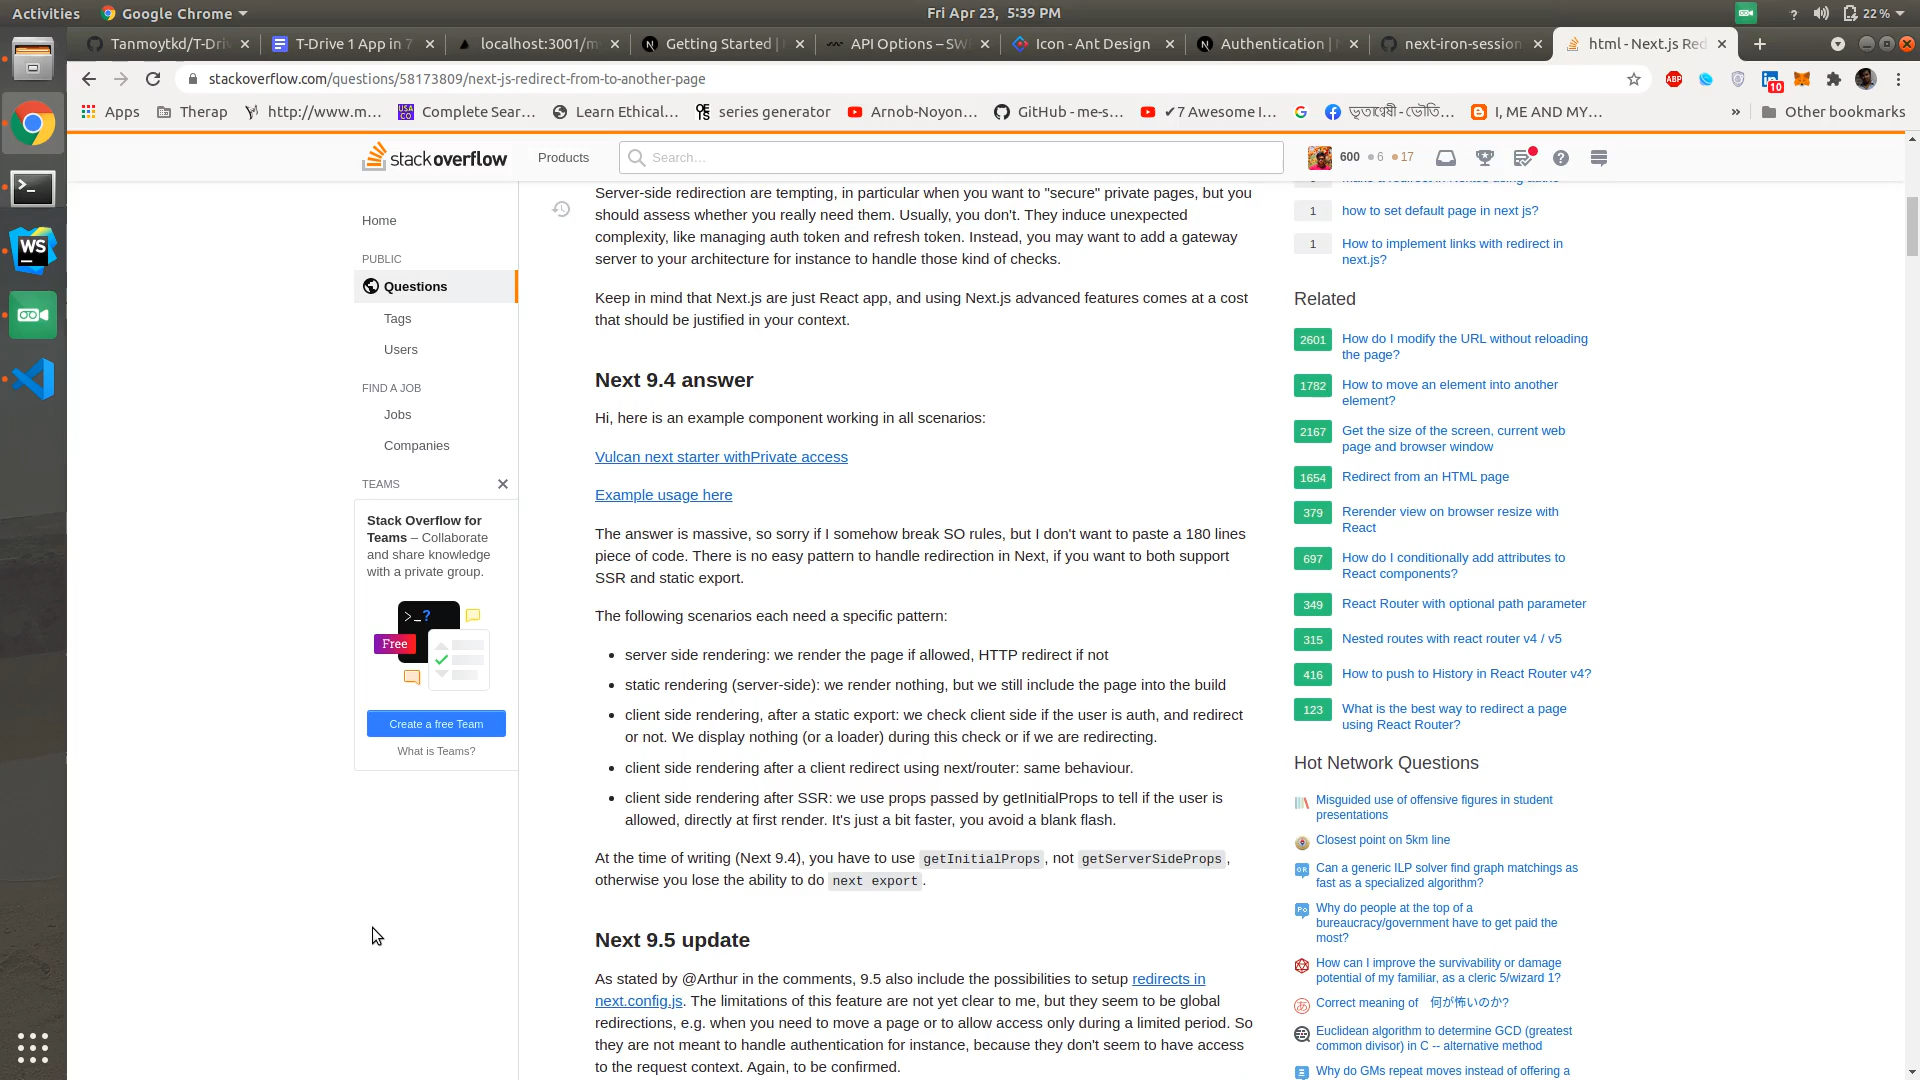 Activities
Google Chrome
Fri Apr 23, 5:39 PM
22 %
Tanmoytkd/T-Dri
T-Drive 1 App in 7
localhost:3001/m
Getting Started |
API Options – SW
Icon - Ant Design
Authentication |
next-iron-session
html - Next.js Red
stackoverflow.com/questions/58173809/next-js-redirect-from-to-another-page
ABP
10
Apps
Therap
http://www.m...
USA CO
Complete Sear...
Learn Ethical...
series generator
Arnob-Noyon...
GitHub - me-s...
✔7 Awesome I...
I, ME AND MY...
»
Other bookmarks
stackoverflow
Products
Search...
600
6
17
Home
PUBLIC
Questions
Tags
Users
FIND A JOB
Jobs
Companies
TEAMS
Stack Overflow for
Teams – Collaborate
and share knowledge
with a private group.
>_?
Free
Create a free Team
What is Teams?
Server-side redirection are tempting, in particular when you want to "secure" private pages, but you
should assess whether you really need them. Usually, you don't. They induce unexpected
complexity, like managing auth token and refresh token. Instead, you may want to add a gateway
server to your architecture for instance to handle those kind of checks.
Keep in mind that Next.js are just React app, and using Next.js advanced features comes at a cost
that should be justified in your context.
Next 9.4 answer
Hi, here is an example component working in all scenarios:
Vulcan next starter withPrivate access
Example usage here
The answer is massive, so sorry if I somehow break SO rules, but I don't want to paste a 180 lines
piece of code. There is no easy pattern to handle redirection in Next, if you want to both support
SSR and static export.
The following scenarios each need a specific pattern:
• server side rendering: we render the page if allowed, HTTP redirect if not
• static rendering (server-side): we render nothing, but we still include the page into the build
• client side rendering, after a static export: we check client side if the user is auth, and redirect
or not. We display nothing (or a loader) during this check or if we are redirecting.
• client side rendering after a client redirect using next/router: same behaviour.
• client side rendering after SSR: we use props passed by getInitialProps to tell if the user is
allowed, directly at first render. It's just a bit faster, you avoid a blank flash.
At the time of writing (Next 9.4), you have to use getInitialProps, not getServerSideProps,
otherwise you lose the ability to do next export.
Next 9.5 update
As stated by @Arthur in the comments, 9.5 also include the possibilities to setup redirects in
next.config.js. The limitations of this feature are not yet clear to me, but they seem to be global
redirections, e.g. when you need to move a page or to allow access only during a limited period. So
they are not meant to handle authentication for instance, because they don't seem to have access
to the request context. Again, to be confirmed.
1
how to set default page in next js?
1
How to implement links with redirect in
next.js?
Related
2601
How do I modify the URL without reloading
the page?
1782
How to move an element into another
element?
2167
Get the size of the screen, current web
page and browser window
1654
Redirect from an HTML page
379
Rerender view on browser resize with
React
697
How do I conditionally add attributes to
React components?
349
React Router with optional path parameter
315
Nested routes with react router v4 / v5
416
How to push to History in React Router v4?
123
What is the best way to redirect a page
using React Router?
Hot Network Questions
Misguided use of offensive figures in student
presentations
Closest point on 5km line
Can a generic ILP solver find graph matchings as
fast as a specialized algorithm?
Why do people at the top of a
bureaucracy/government have to get paid the
most?
How can I improve the survivability or damage
potential of my familiar, as a cleric 5/wizard 1?
Correct meaning of 何が怖いのか?
Euclidean algorithm to determine GCD (greatest
common divisor) in C -- alternative method
Why do GMs repeat moves instead of offering a